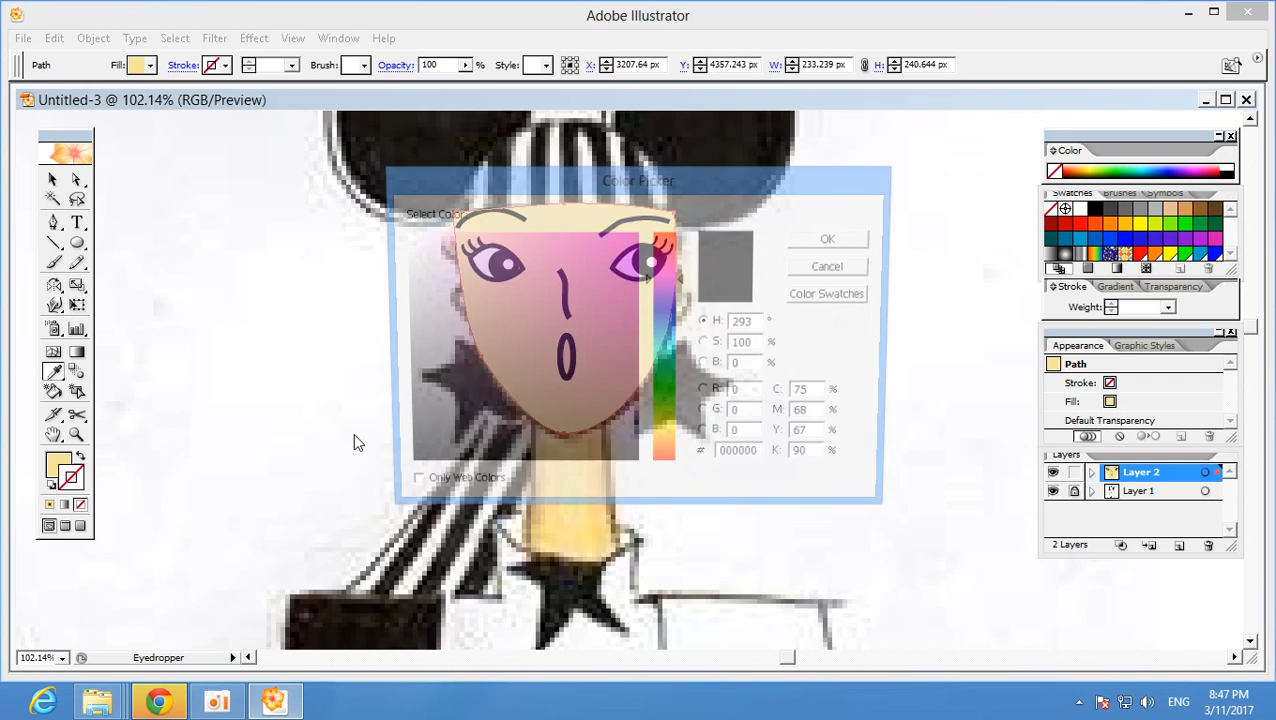 Adobe Illustrator
File Edit Object Type Select Filter Effect View Window Help
Path Fill: Stroke: Brush: Opacity: 100 % Style: X: 3207.64 px Y: 4357.243 px W: 233.239 px H: 240.644 px
Untitled-3 @ 102.14% (RGB/Preview)
Color
Swatches Brushes Symbols
Stroke Gradient Transparency
Weight:
Appearance Graphic Styles
Path
Stroke:
Fill:
Default Transparency
Layers
Layer 2
Layer 1
2 Layers
Color Picker
Select Color
OK
Cancel
Color Swatches
H: 293 °
S: 100 %
B: 0 %
R: 0 C: 75 %
G: 0 M: 68 %
B: 0 Y: 67 %
# 000000 K: 90 %
Only Web Colors
102.14% Eyedropper
ENG
8:47 PM
3/11/2017